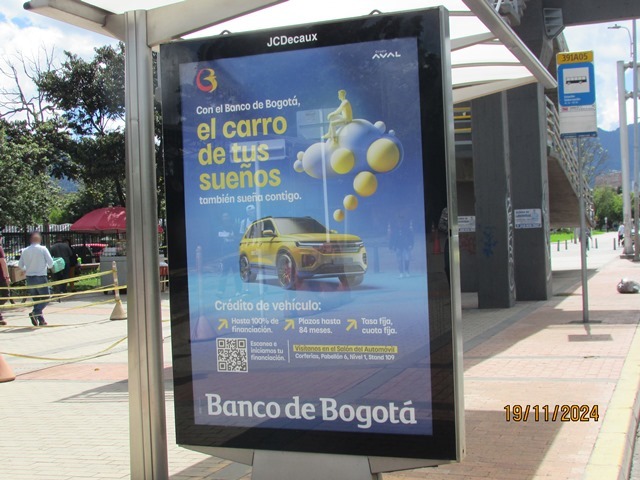 JCDecaux
AVAL
Con el Banco de Bogotá,
el carro
de tus
sueños
también sueña contigo.
Crédito de vehículo:
Hasta 100% de
financiación.
Plazos hasta
84 meses.
Tasa fija,
cuota fija.
Escanea e
iniciamos tu
financiación.
Visítanos en el Salón del Automóvil
Corferias, Pabellón 6, Nivel 1, Stand 109
Banco de Bogotá
391A05
19/11/2024